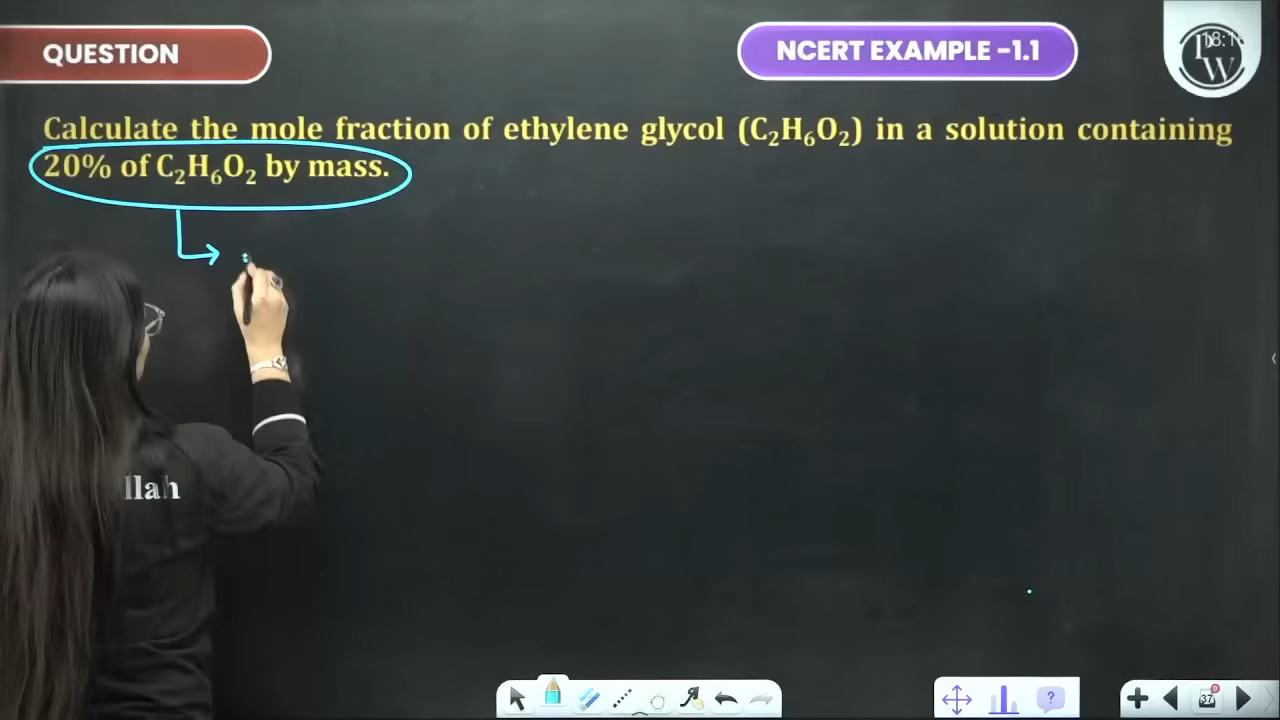 QUESTION
NCERT EXAMPLE -1.1
Calculate the mole fraction of ethylene glycol (C₂H₆O₂) in a solution containing
20% of C₂H₆O₂ by mass.
llah
37